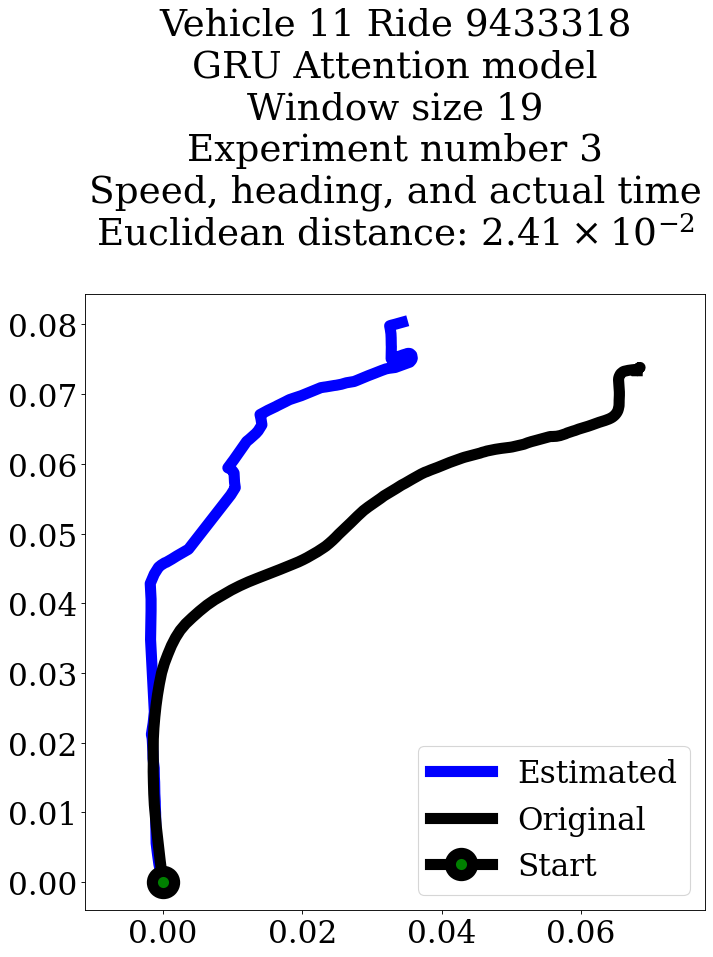 Vehicle 11 Ride 9433318
GRU Attention model
Window size 19
Experiment number 3
Speed, heading, and actual time
Euclidean distance: 2.41 × 10⁻²
0.08
0.07
0.06
0.05
0.04
0.03
0.02
0.01
0.00
Estimated
Original
Start
0.00 0.02 0.04 0.06